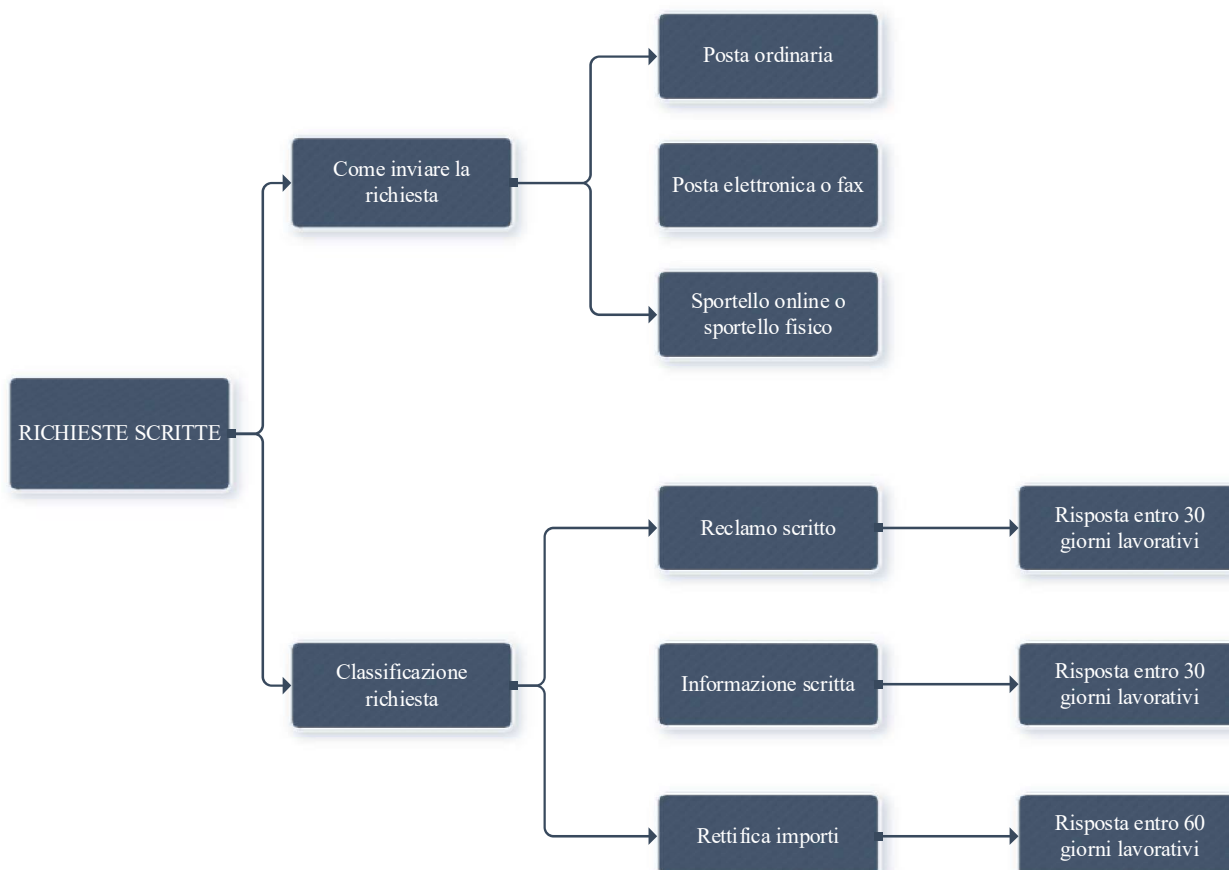 Posta ordinaria
Come inviare la
richiesta
Posta elettronica o fax
Sportello online o
sportello fisico
RICHIESTE SCRITTE
Reclamo scritto
Risposta entro 30
giorni lavorativi
Classificazione
richiesta
Informazione scritta
Risposta entro 30
giorni lavorativi
Rettifica importi
Risposta entro 60
giorni lavorativi